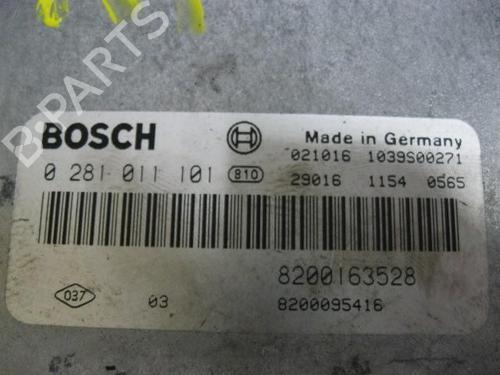 B-PARTS
BOSCH
Made in Germany
021016 1039S00271
0 281 011 101 810
29016 1154 0565
8200163528
037 03
8200095416